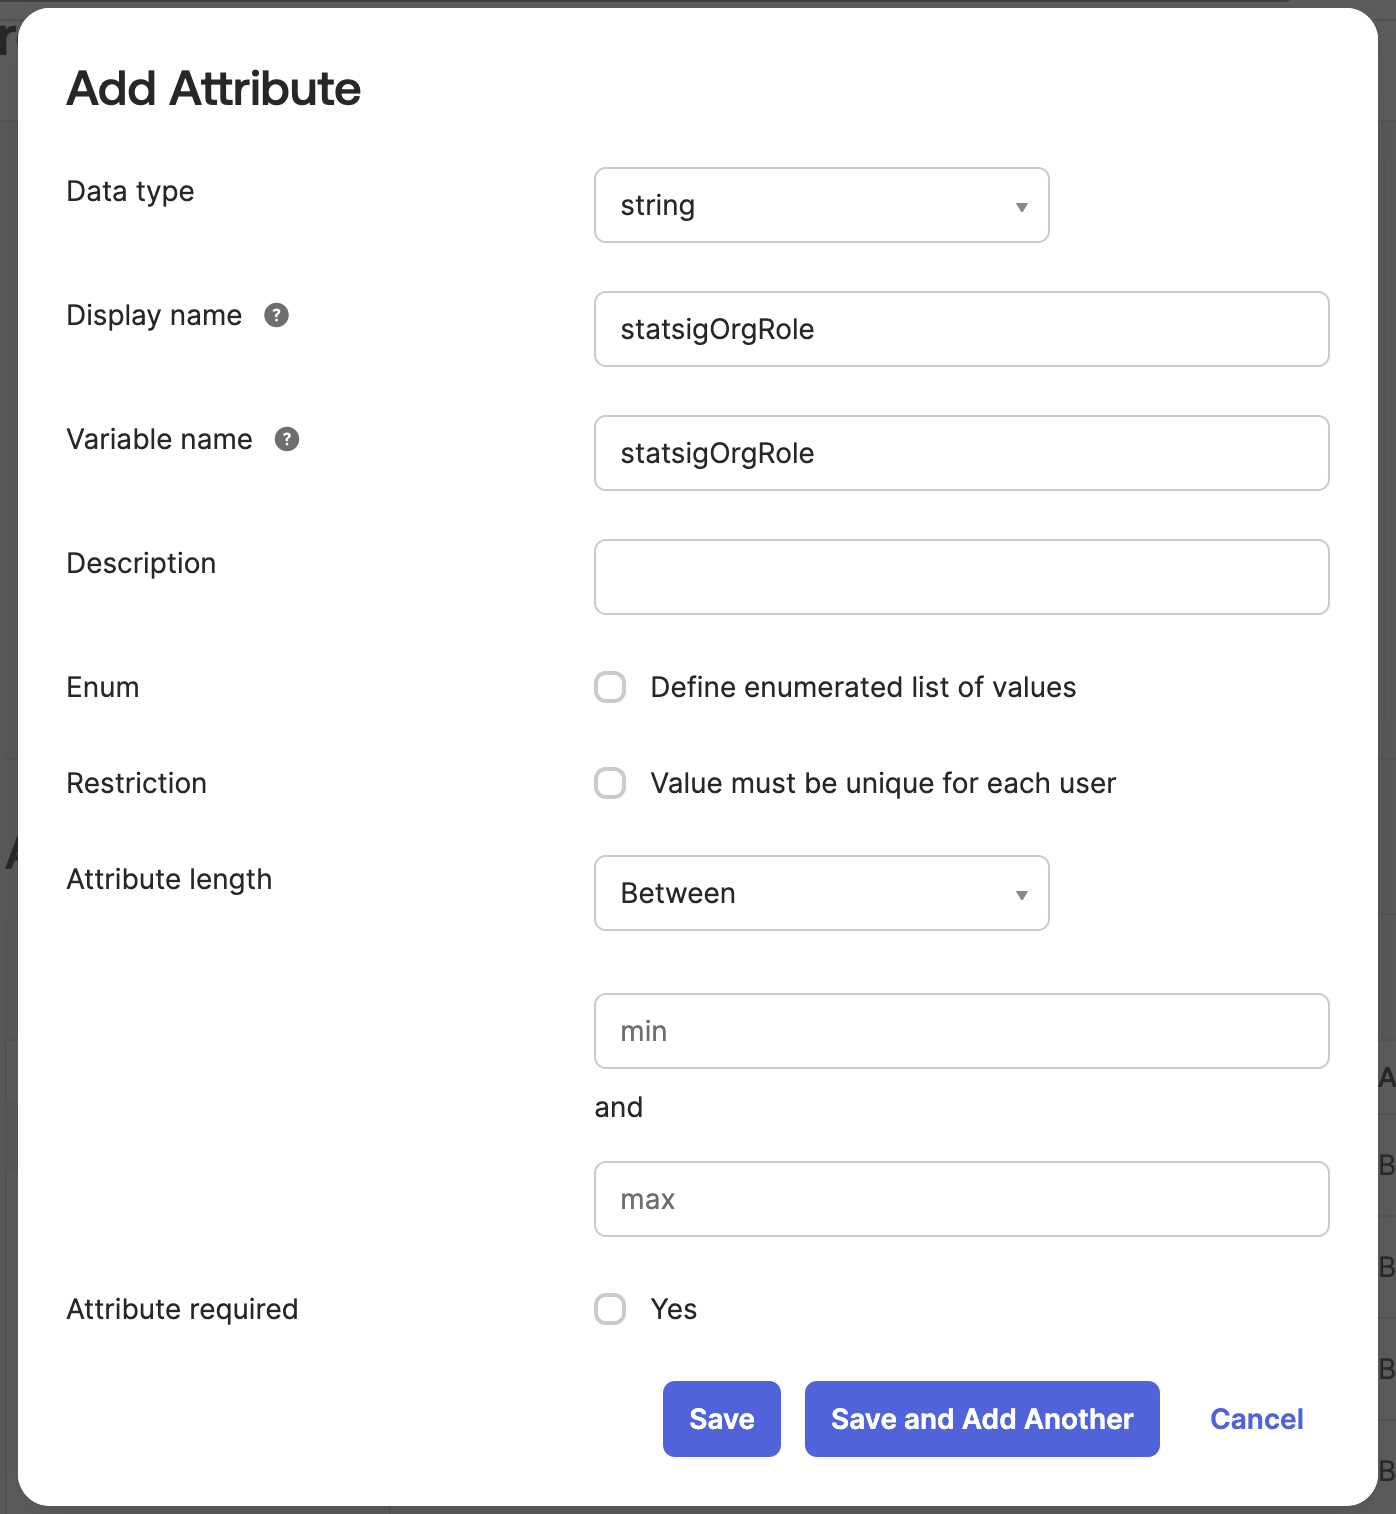 Add Attribute
Data type
string
Display name ?
statsigOrgRole
Variable name ?
statsigOrgRole
Description
Enum
Define enumerated list of values
Restriction
Value must be unique for each user
Attribute length
Between
min
and
max
Attribute required
Yes
Save
Save and Add Another
Cancel